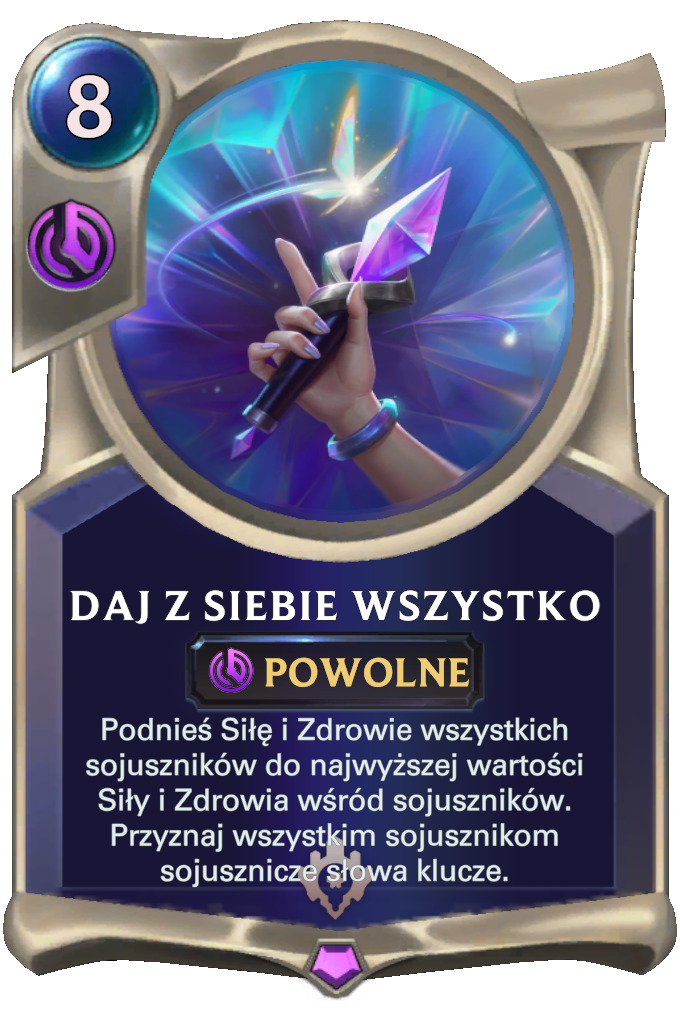 8
DAJ Z SIEBIE WSZYSTKO
POWOLNE
Podnieś Siłę i Zdrowie wszystkich
sojuszników do najwyższej wartości
Siły i Zdrowia wśród sojuszników.
Przyznaj wszystkim sojusznikom
sojusznicze słowa klucze.